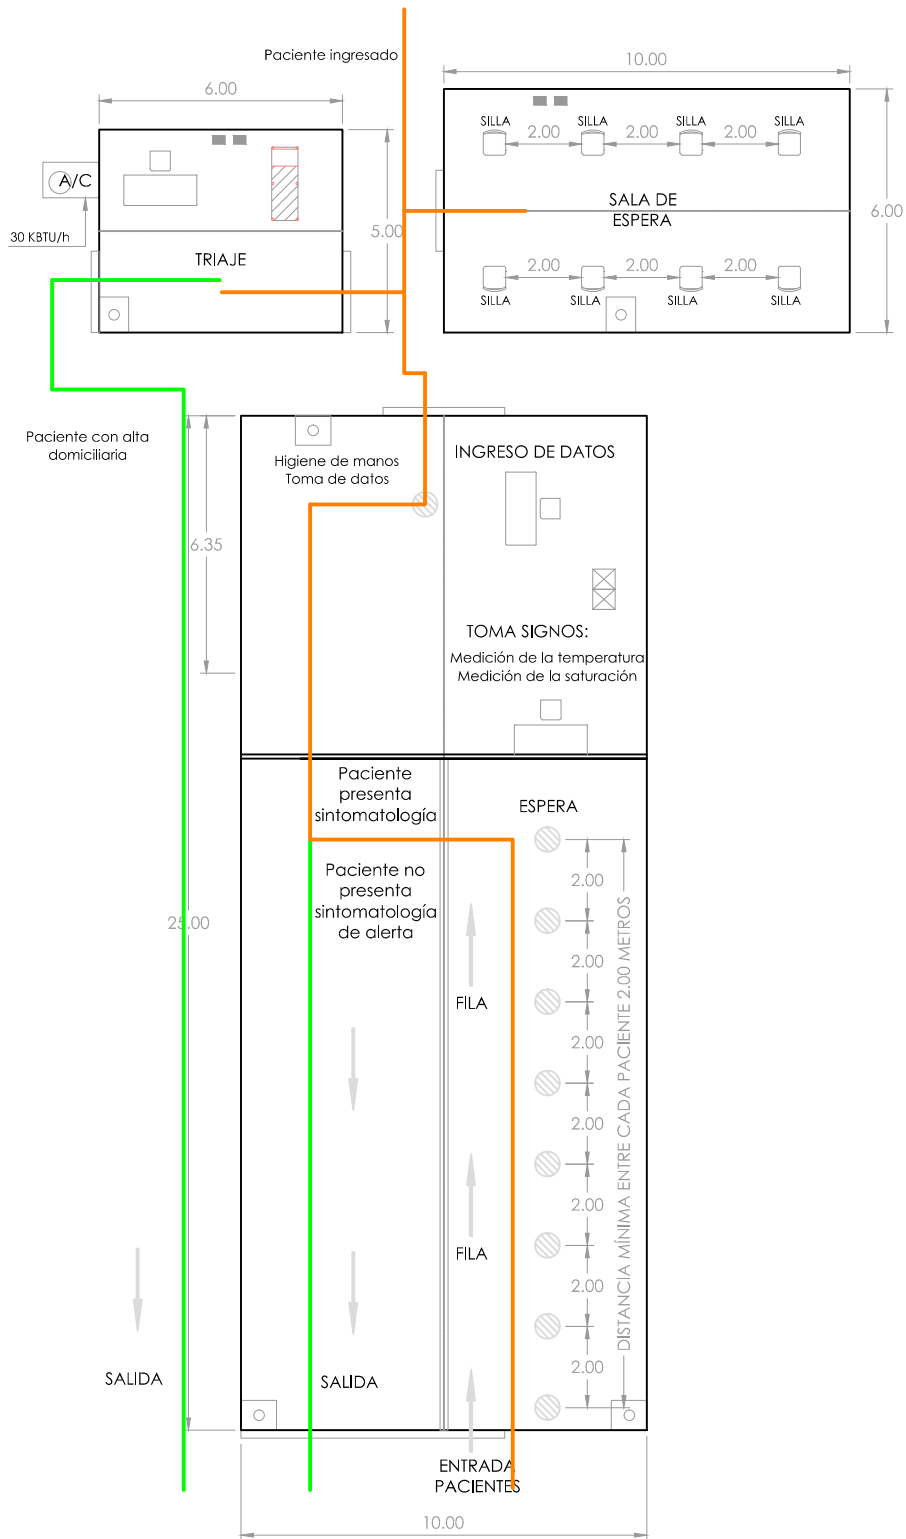 Paciente ingresado
6.00
10.00
SILLA
SILLA
SILLA
SILLA
2.00
2.00
2.00
A/C
30 KBTU/h
5.00
TRIAJE
SALA DE
ESPERA
6.00
2.00
2.00
2.00
SILLA
SILLA
SILLA
SILLA
Paciente con alta
domiciliaria
Higiene de manos
Toma de datos
INGRESO DE DATOS
6.35
TOMA SIGNOS:
Medición de la temperatura
Medición de la saturación
Paciente
presenta
sintomatología
ESPERA
Paciente no
presenta
sintomatología
de alerta
25.00
2.00
2.00
2.00
2.00
2.00
2.00
2.00
DISTANCIA MÍNIMA ENTRE CADA PACIENTE 2.00 METROS
FILA
FILA
SALIDA
SALIDA
ENTRADA
PACIENTES
10.00